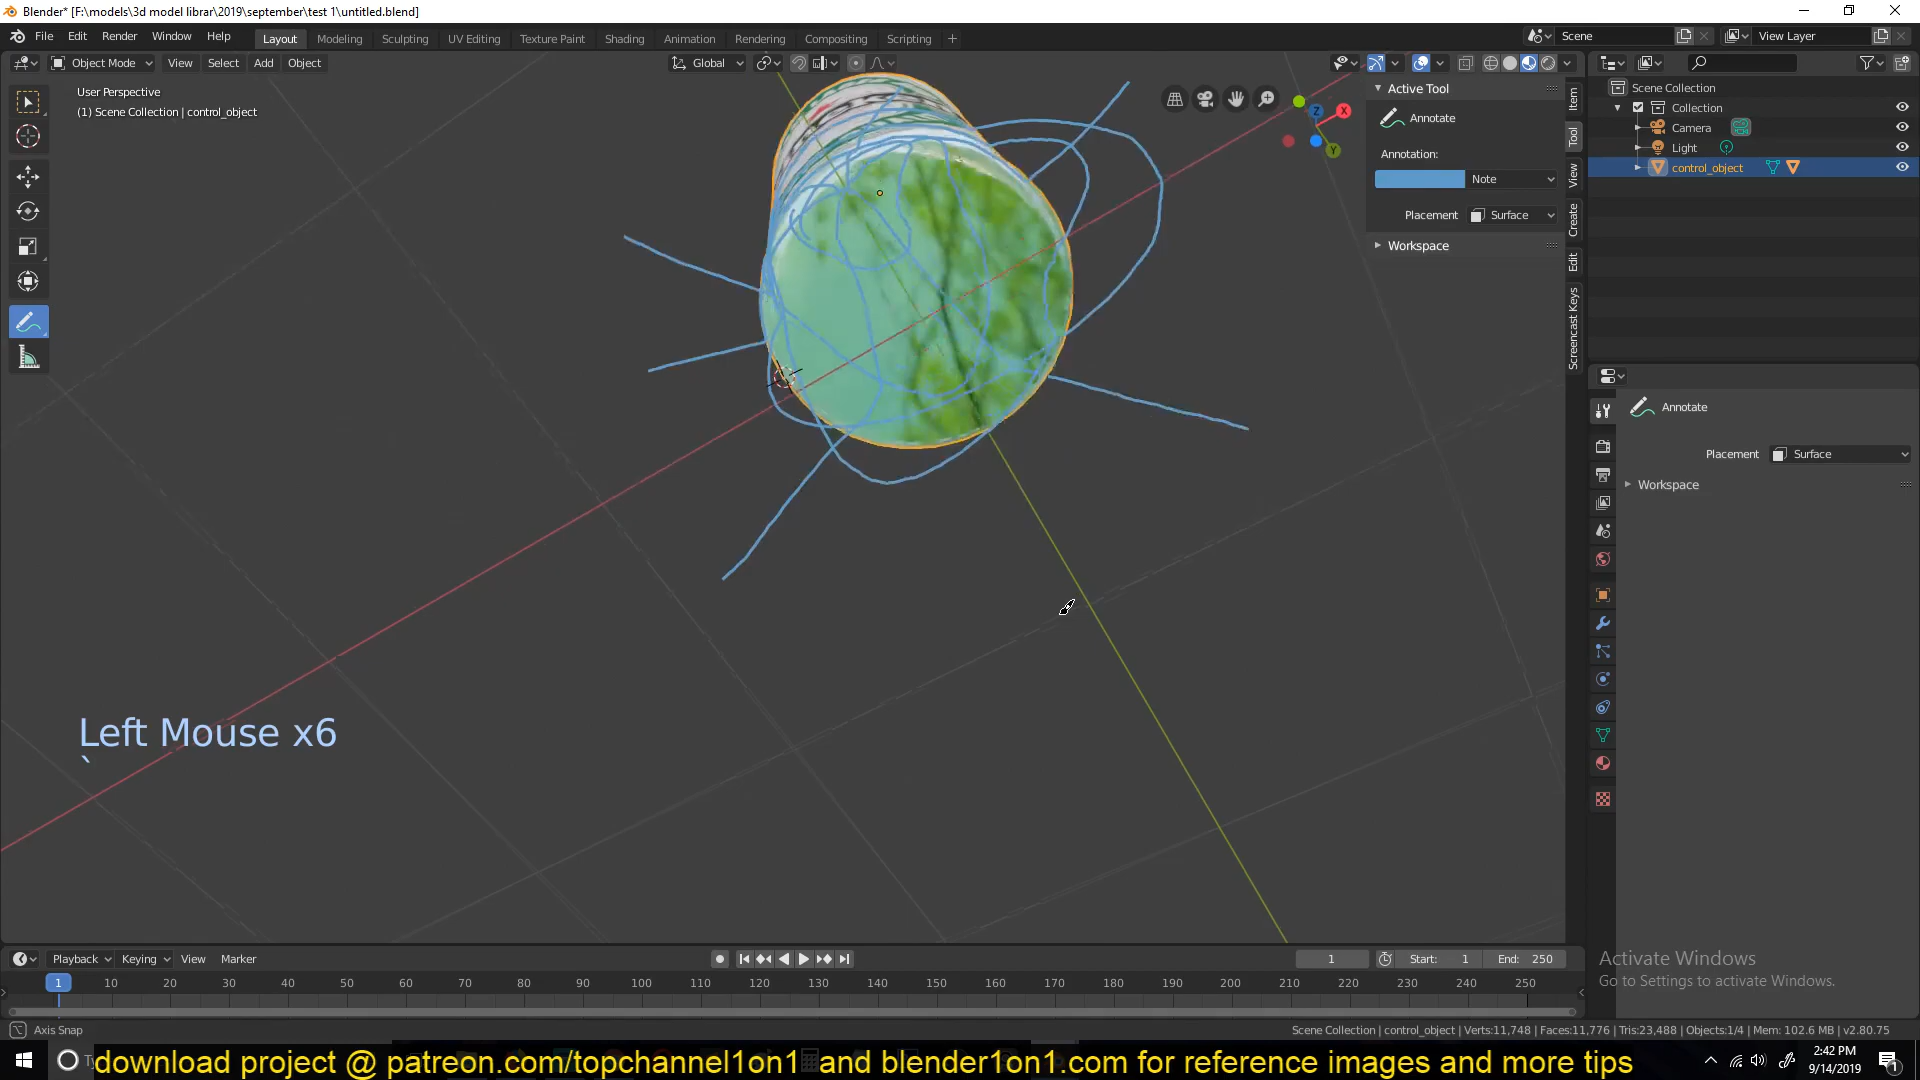 Blender* [F:\models\3d model librar\2019\september\test 1\untitled.blend]
File Edit Render Window Help
Layout Modeling Sculpting UV Editing Texture Paint Shading Animation Rendering Compositing Scripting +
Scene
View Layer
Object Mode View Select Add Object
Global
User Perspective
(1) Scene Collection | control_object
Active Tool
Annotate
Annotation:
Note
Placement Surface
Workspace
Item
Tool
View
Create
Edit
Screencast Keys
X
Y
Z
Scene Collection
Collection
Camera
Light
control_object
Annotate
Placement Surface
Workspace
Left Mouse x6
`
Playback Keying View Marker
1
Start: 1
End: 250
1 10 20 30 40 50 60 70 80 90 100 110 120 130 140 150 160 170 180 190 200 210 220 230 240 250
Activate Windows
Go to Settings to activate Windows.
Axis Snap
Scene Collection | control_object | Verts:11,748 | Faces:11,776 | Tris:23,488 | Objects:1/4 | Mem: 102.6 MB | v2.80.75
download project @ patreon.com/topchannel1on1 and blender1on1.com for reference images and more tips
2:42 PM
9/14/2019
1